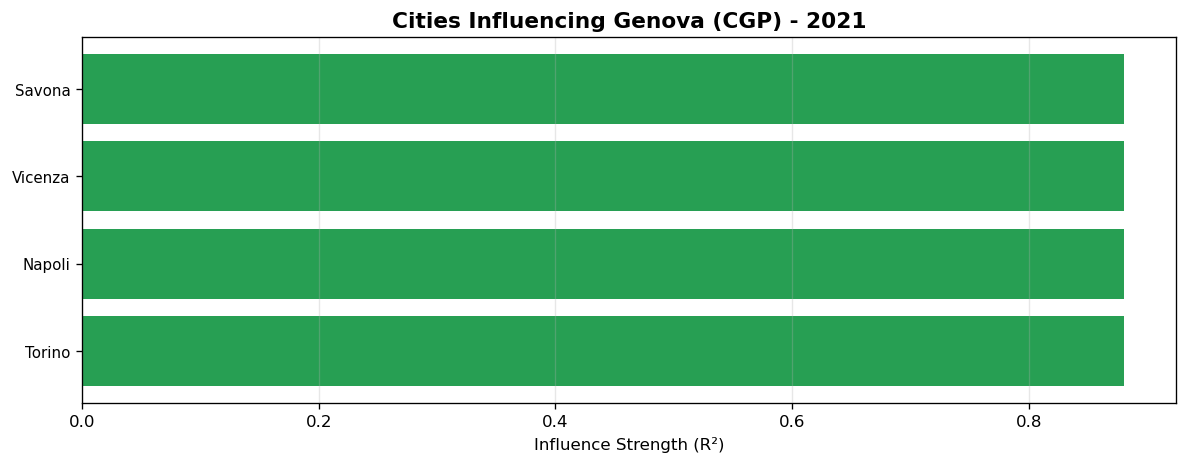 Cities Influencing Genova (CGP) - 2021
Savona
Vicenza
Napoli
Torino
0.0 0.2 0.4 0.6 0.8
Influence Strength (R²)